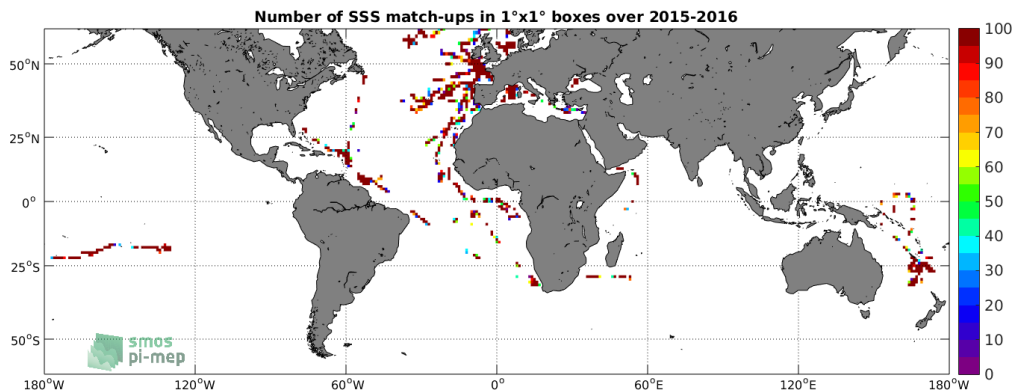 Number of SSS match-ups in 1°x1° boxes over 2015-2016
50°N
25°N
0°
25°S
50°S
180°W
120°W
60°W
0°
60°E
120°E
180°W
100
90
80
70
60
50
40
30
20
10
0
smos
pi-mep